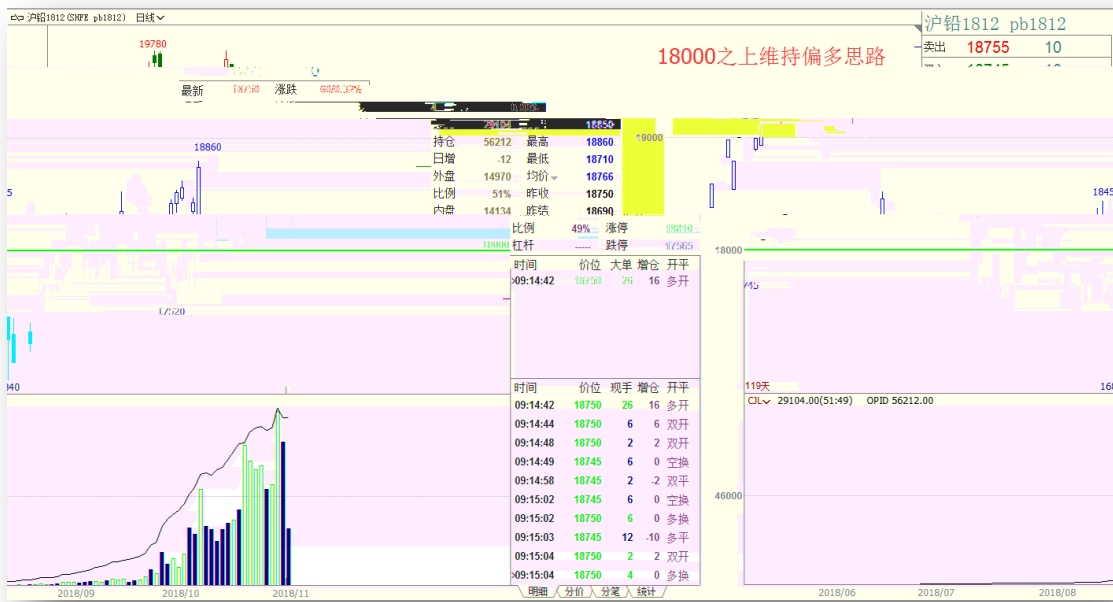 沪铅1812(SHFE pb1812) 日线
沪铅1812 pb1812
19780
18000之上维持偏多思路
卖出 18755 10
最新 涨跌
18850
持仓 56212 最高 18860
19000
18860
日增 -12 最低 18710
外盘 14970 均价 18766
比例 51% 昨收 18750
1845
内盘 14134 昨结 18690
比例 49% 涨停
18000
杠杆 ----- 跌停 17565
18000
时间 价位 大单 增仓 开平
09:14:42 18750 26 16 多开
17520
745
119天
340
160
时间 价位 现手 增仓 开平
CJL 29104.00(51:49) OPID 56212.00
09:14:42 18750 26 16 多开
09:14:44 18750 6 6 双开
09:14:48 18750 2 2 双开
09:14:49 18745 6 0 空换
09:14:58 18745 2 -2 双平
46000
09:15:02 18745 6 0 空换
09:15:02 18750 6 0 多换
09:15:03 18745 12 -10 多平
09:15:04 18750 2 2 双开
09:15:04 18750 4 0 多换
明细 分价 分笔 统计
2018/09 2018/10 2018/11
2018/06 2018/07 2018/08